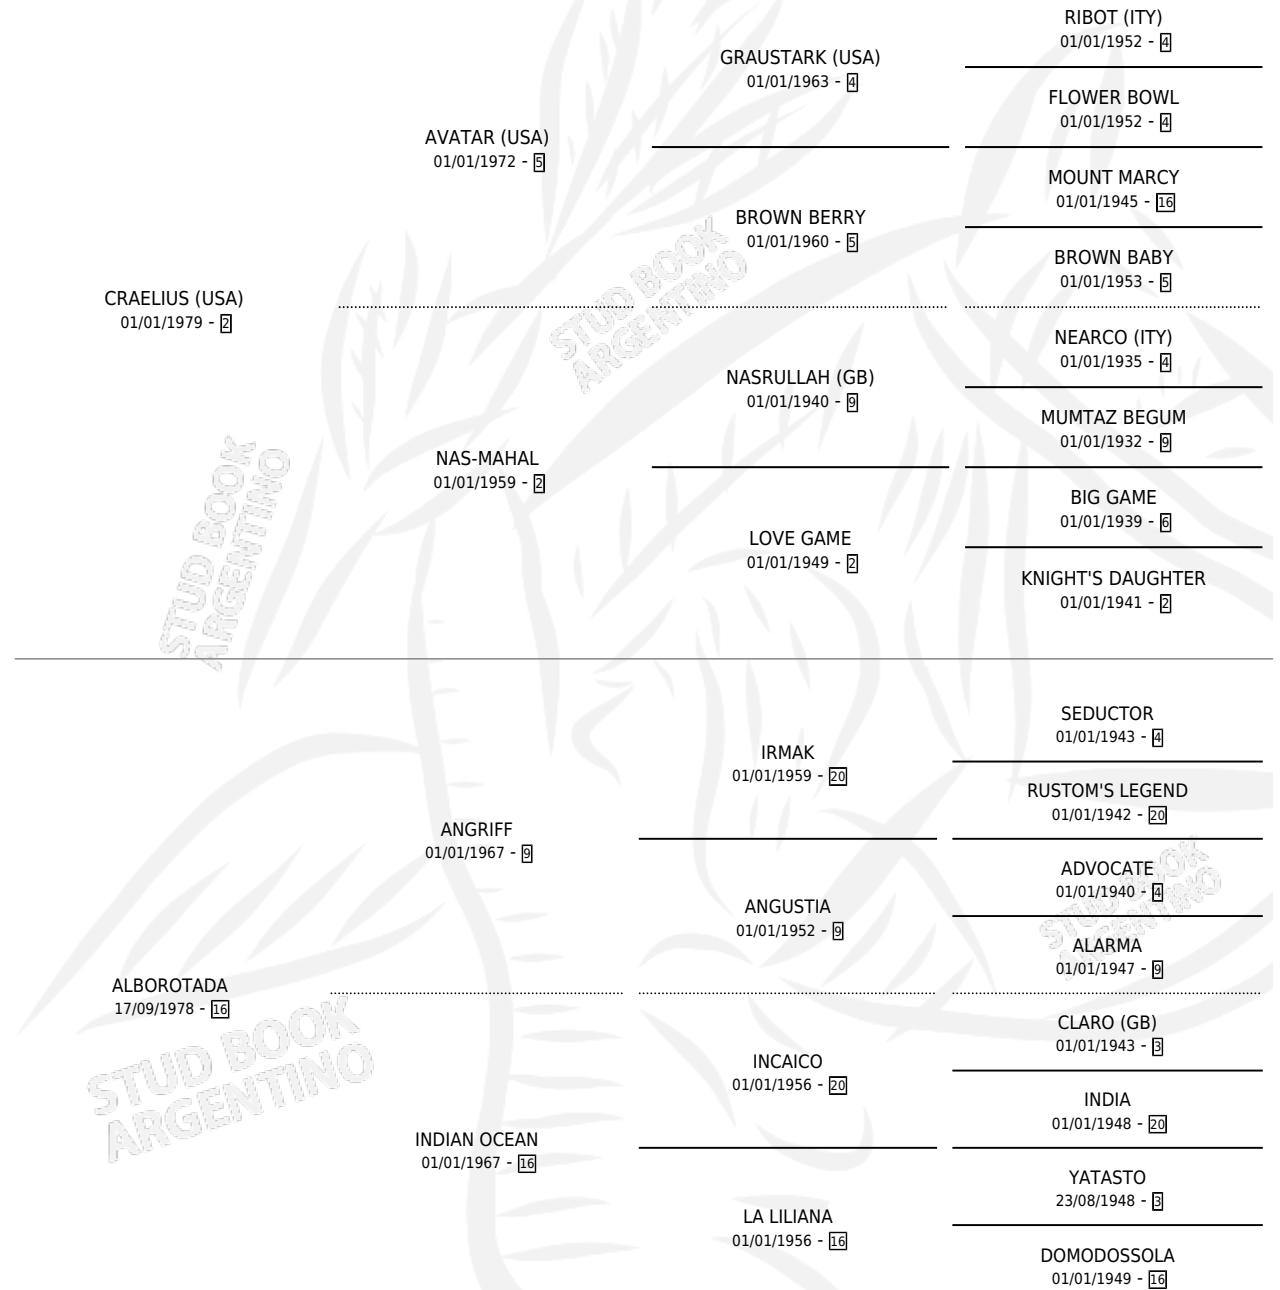 RIBOT (ITY)
01/01/1952 - 4
GRAUSTARK (USA)
01/01/1963 - 4
FLOWER BOWL
01/01/1952 - 4
AVATAR (USA)
01/01/1972 - 5
MOUNT MARCY
01/01/1945 - 16
BROWN BERRY
01/01/1960 - 5
BROWN BABY
01/01/1953 - 5
CRAELIUS (USA)
01/01/1979 - 2
STUD BOOK
ARGENTINO
NEARCO (ITY)
01/01/1935 - 4
NASRULLAH (GB)
01/01/1940 - 9
MUMTAZ BEGUM
01/01/1932 - 9
NAS-MAHAL
01/01/1959 - 2
BIG GAME
01/01/1939 - 6
LOVE GAME
01/01/1949 - 2
KNIGHT'S DAUGHTER
01/01/1941 - 2
STUD BOOK
ARGENTINO
SEDUCTOR
01/01/1943 - 4
IRMAK
01/01/1959 - 20
RUSTOM'S LEGEND
01/01/1942 - 20
ANGRIFF
01/01/1967 - 9
ADVOCATE
01/01/1940 - 4
ANGUSTIA
01/01/1952 - 9
STUD BOOK
ARGENTINO
ALARMA
01/01/1947 - 9
ALBOROTADA
17/09/1978 - 16
STUD BOOK
ARGENTINO
CLARO (GB)
01/01/1943 - 3
INCAICO
01/01/1956 - 20
INDIA
01/01/1948 - 20
INDIAN OCEAN
01/01/1967 - 16
YATASTO
23/08/1948 - 3
LA LILIANA
01/01/1956 - 16
DOMODOSSOLA
01/01/1949 - 16